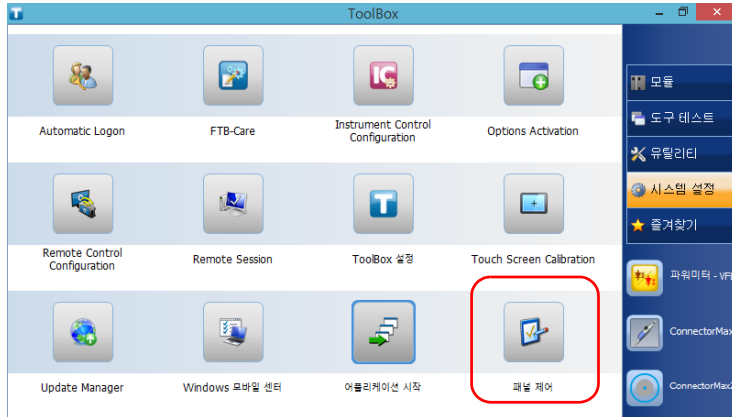 ToolBox
Automatic Logon
FTB-Care
Instrument Control
Configuration
Options Activation
Remote Control
Configuration
Remote Session
ToolBox 설정
Touch Screen Calibration
Update Manager
Windows 모바일 센터
어플리케이션 시작
패널 제어
모듈
도구 테스트
유틸리티
시스템 설정
즐겨찾기
파워미터 - VFL
ConnectorMax
ConnectorMax2